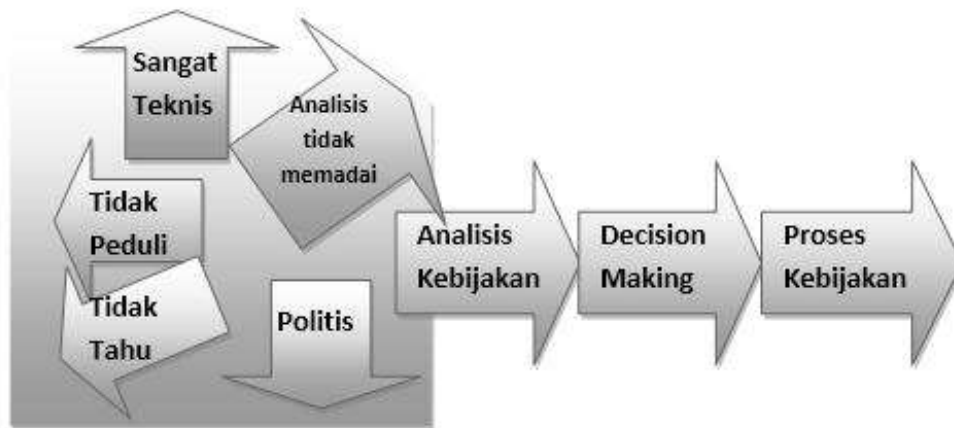 Sangat
Teknis
Analisis
tidak
memadai
Tidak
Peduli
Tidak
Tahu
Politis
Analisis
Kebijakan
Decision
Making
Proses
Kebijakan